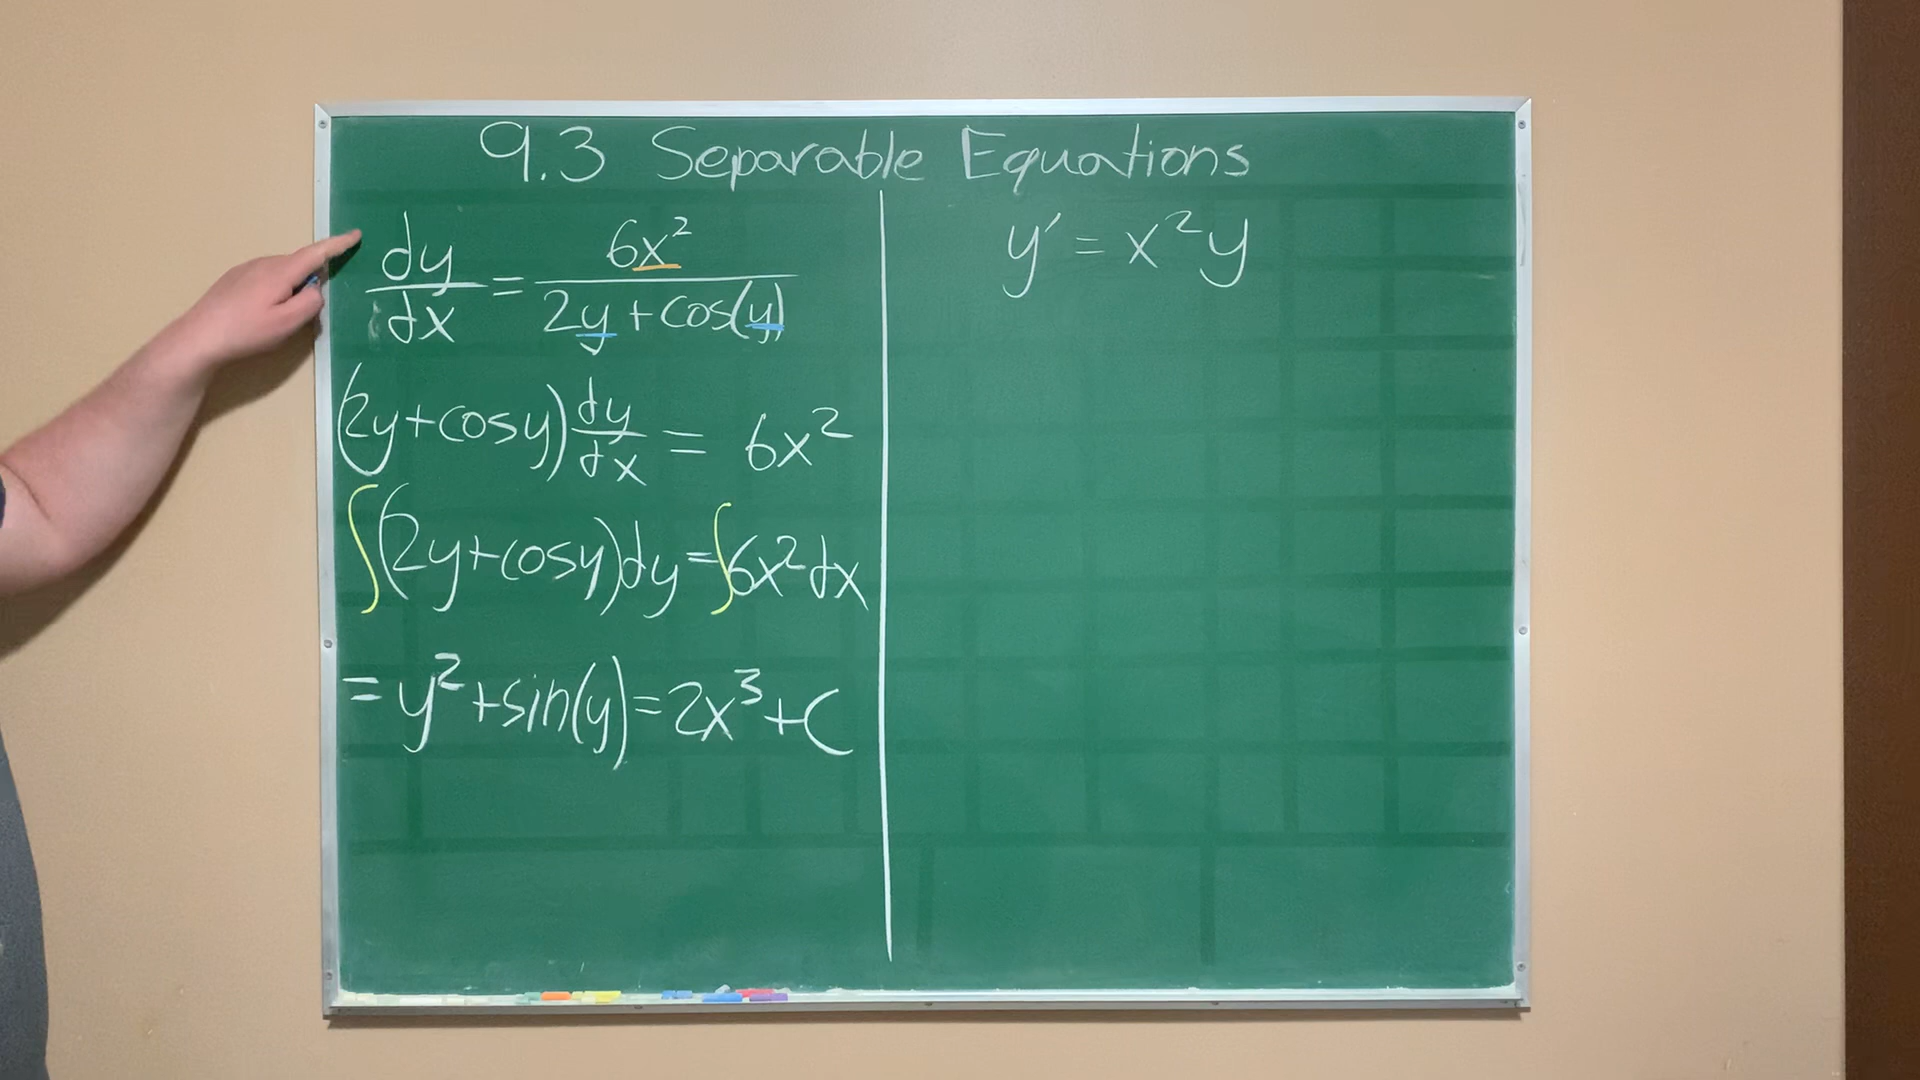 9.3 Separable Equations
dy/dx = 6x²/(2y + cos(y))
(2y+cosy) dy/dx = 6x²
∫(2y+cosy)dy = ∫6x²dx
= y²+sin(y) = 2x³+C
y′ = x²y